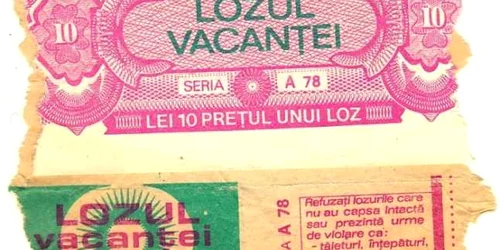 LOZUL
VACANȚEI
10
10
SERIA A 78
LEI 10 PREȚUL UNUI LOZ
LOZUL
vacanței
A 78
Refuzați lozurile care
nu au capsa intactă
sau prezintă urme
de violare ca:
- tăieturi, înțepături,